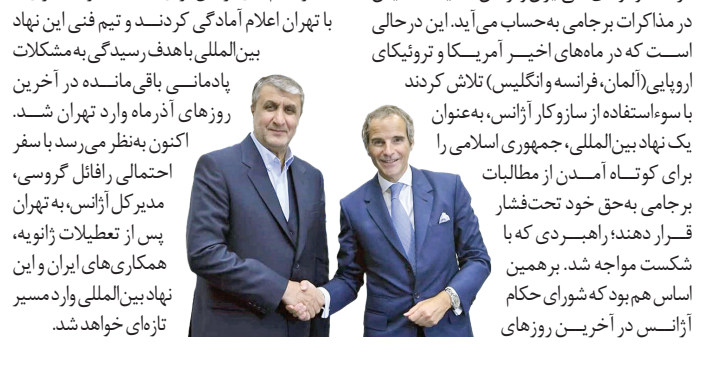 در مذاکرات برجامی به‌حساب می‌آید. این درحالی
است که در ماه‌های اخیر آمریکا و تروئیکای
اروپایی(آلمان، فرانسه و انگلیس) تلاش کردند
با سوءاستفاده از سازوکار آژانس، به‌عنوان
یک نهاد بین‌المللی، جمهوری اسلامی را
برای کوتاه آمدن از مطالبات
برجامی به‌حق خود تحت‌فشار
قرار دهند؛ راهبردی که با
شکست مواجه شد. بر همین
اساس هم بود که شورای حکام
آژانس در آخرین روزهای
با تهران اعلام آمادگی کردند و تیم فنی این نهاد
بین‌المللی با هدف رسیدگی به مشکلات
پادمانی باقی‌مانده در آخرین
روزهای آذرماه وارد تهران شد.
اکنون به‌نظر می‌رسد با سفر
احتمالی رافائل گروسی،
مدیرکل آژانس، به تهران
پس از تعطیلات ژانویه،
همکاری‌های ایران و این
نهاد بین‌المللی وارد مسیر
تازه‌ای خواهد شد.